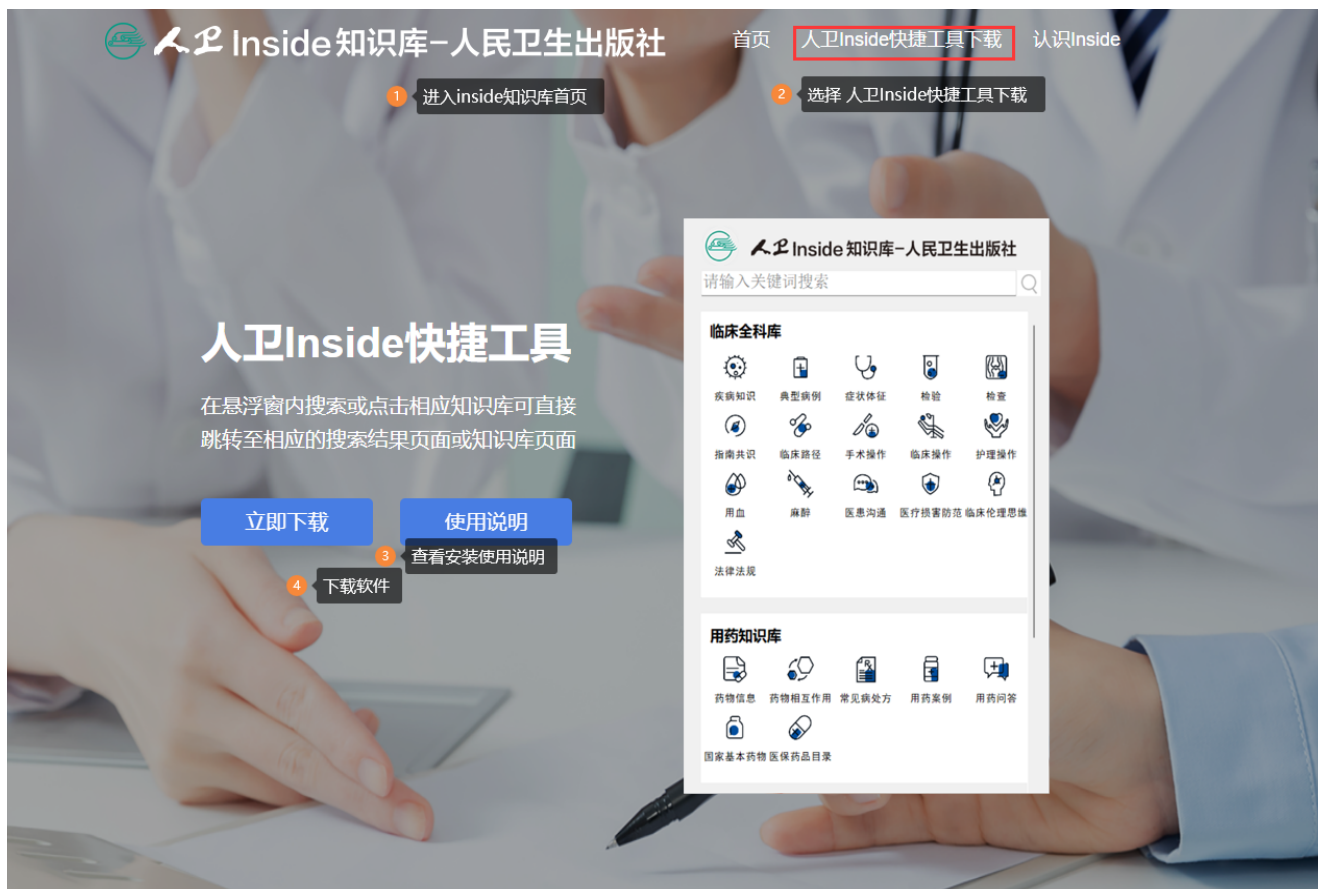 人卫 Inside 知识库-人民卫生出版社
首页 人卫Inside快捷工具下载 认识Inside
1 进入inside知识库首页
2 选择 人卫Inside快捷工具下载
人卫Inside快捷工具
在悬浮窗内搜索或点击相应知识库可直接
跳转至相应的搜索结果页面或知识库页面
立即下载 使用说明
3 查看安装使用说明
4 下载软件
人卫 Inside 知识库-人民卫生出版社
请输入关键词搜索
临床全科库
疾病知识 典型病例 症状体征 检验 检查
指南共识 临床路径 手术操作 临床操作 护理操作
用血 麻醉 医患沟通 医疗损害防范 临床伦理思维
法律法规
用药知识库
药物信息 药物相互作用 常见病处方 用药案例 用药问答
国家基本药物 医保药品目录